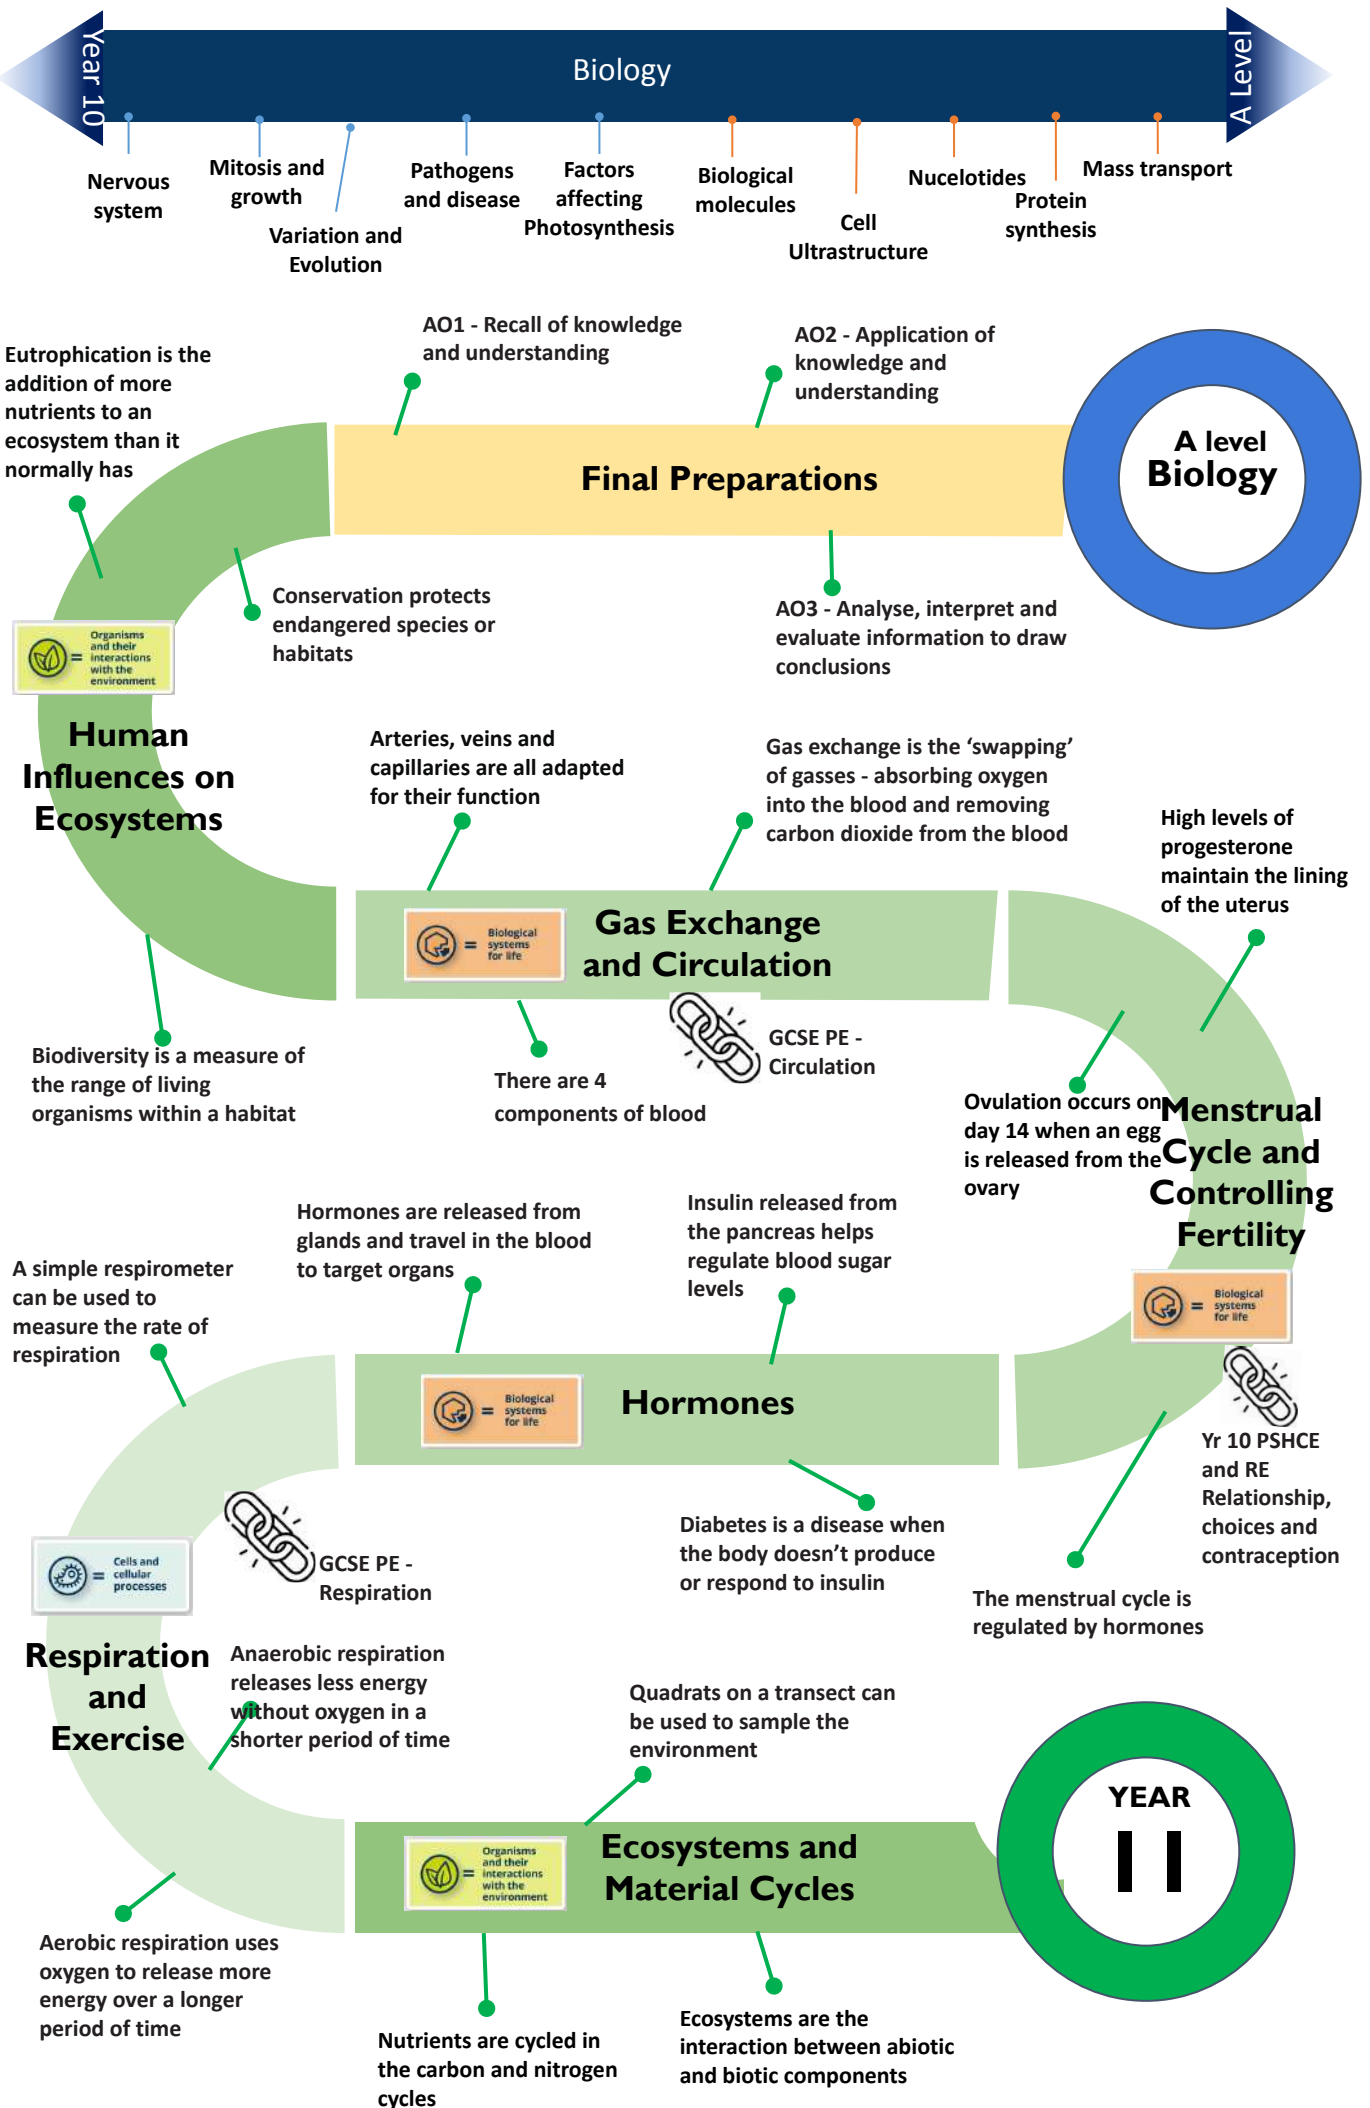 Year 10
Biology
A Level
Nervous
system
Mitosis and
growth
Variation and
Evolution
Pathogens
and disease
Factors
affecting
Photosynthesis
Biological
molecules
Cell
Ultrastructure
Nucelotides
Protein
synthesis
Mass transport
Eutrophication is the
addition of more
nutrients to an
ecosystem than it
normally has
AO1 - Recall of knowledge
and understanding
AO2 - Application of
knowledge and
understanding
Final Preparations
A level
Biology
Conservation protects
endangered species or
habitats
AO3 - Analyse, interpret and
evaluate information to draw
conclusions
=
Organisms
and their
interactions
with the
environment
Human
Influences on
Ecosystems
Arteries, veins and
capillaries are all adapted
for their function
Gas exchange is the ‘swapping’
of gasses - absorbing oxygen
into the blood and removing
carbon dioxide from the blood
High levels of
progesterone
maintain the lining
of the uterus
=
Biological
systems
for life
Gas Exchange
and Circulation
GCSE PE -
Circulation
Biodiversity is a measure of
the range of living
organisms within a habitat
There are 4
components of blood
Ovulation occurs on
day 14 when an egg
is released from the
ovary
Menstrual
Cycle and
Controlling
Fertility
=
Biological
systems
for life
Hormones are released from
glands and travel in the blood
to target organs
Insulin released from
the pancreas helps
regulate blood sugar
levels
A simple respirometer
can be used to
measure the rate of
respiration
=
Biological
systems
for life
Hormones
Yr 10 PSHCE
and RE
Relationship,
choices and
contraception
GCSE PE -
Respiration
Diabetes is a disease when
the body doesn’t produce
or respond to insulin
The menstrual cycle is
regulated by hormones
=
Cells and
cellular
processes
Respiration
and
Exercise
Anaerobic respiration
releases less energy
without oxygen in a
shorter period of time
Quadrats on a transect can
be used to sample the
environment
YEAR
11
=
Organisms
and their
interactions
with the
environment
Ecosystems and
Material Cycles
Aerobic respiration uses
oxygen to release more
energy over a longer
period of time
Nutrients are cycled in
the carbon and nitrogen
cycles
Ecosystems are the
interaction between abiotic
and biotic components